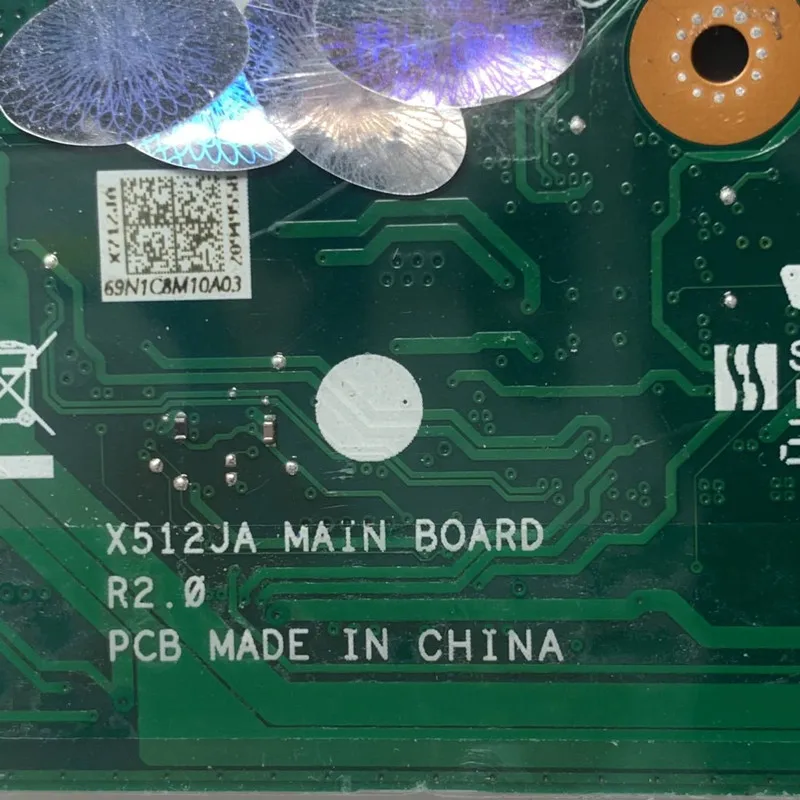 69N1C8M10A03
X512JA MAIN BOARD
R2.0
PCB MADE IN CHINA